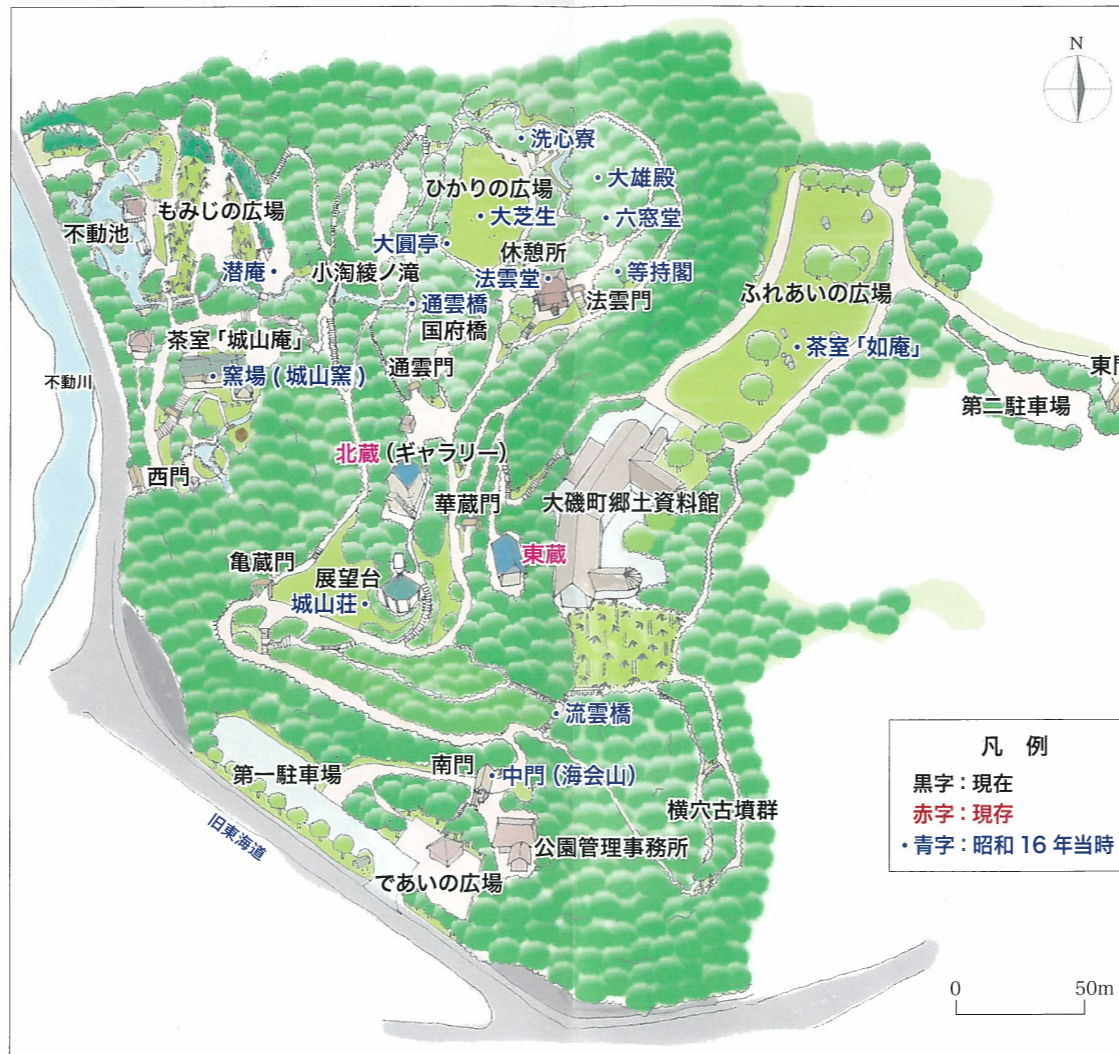 N
・洗心寮
ひかりの広場
・大雄殿
もみじの広場
・大芝生
・六窓堂
不動池
大圓亭・
休憩所
潜庵・
小淘綾ノ滝
法雲堂・
・等持閣
・通雲橋
法雲門
ふれあいの広場
国府橋
茶室「城山庵」
・茶室「如庵」
通雲門
不動川
・窯場(城山窯)
東門
第二駐車場
北蔵(ギャラリー)
西門
華蔵門
大磯町郷土資料館
東蔵
亀蔵門
展望台
城山荘・
・流雲橋
凡 例
黒字:現在
赤字:現存
・青字:昭和16年当時
第一駐車場
南門
・中門(海会山)
横穴古墳群
旧東海道
公園管理事務所
であいの広場
0 50m